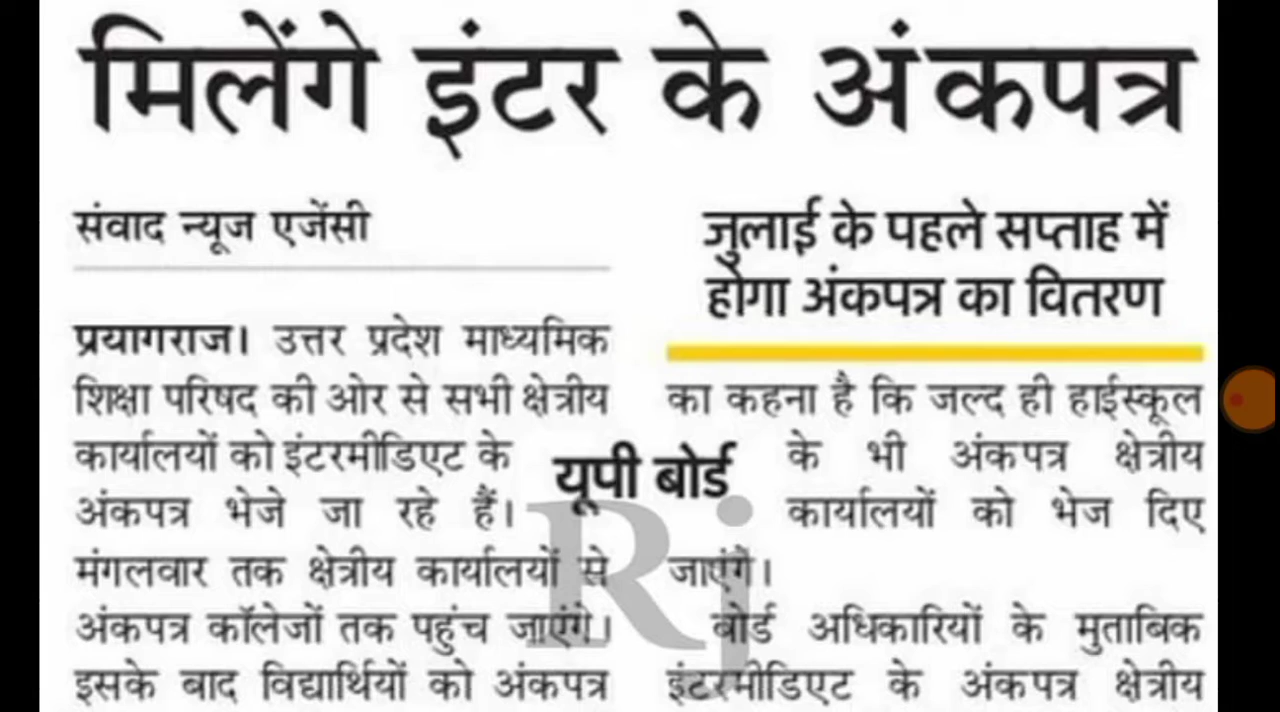 मिलेंगे इंटर के अंकपत्र
संवाद न्यूज एजेंसी
प्रयागराज। उत्तर प्रदेश माध्यमिक
शिक्षा परिषद की ओर से सभी क्षेत्रीय
कार्यालयों को इंटरमीडिएट के
अंकपत्र भेजे जा रहे हैं।
मंगलवार तक क्षेत्रीय कार्यालयों से
अंकपत्र कॉलेजों तक पहुंच जाएंगे।
इसके बाद विद्यार्थियों को अंकपत्र
यूपी बोर्ड
जुलाई के पहले सप्ताह में
होगा अंकपत्र का वितरण
का कहना है कि जल्द ही हाईस्कूल
के भी अंकपत्र क्षेत्रीय
कार्यालयों को भेज दिए
जाएंगे।
बोर्ड अधिकारियों के मुताबिक
इंटरमीडिएट के अंकपत्र क्षेत्रीय
Rj